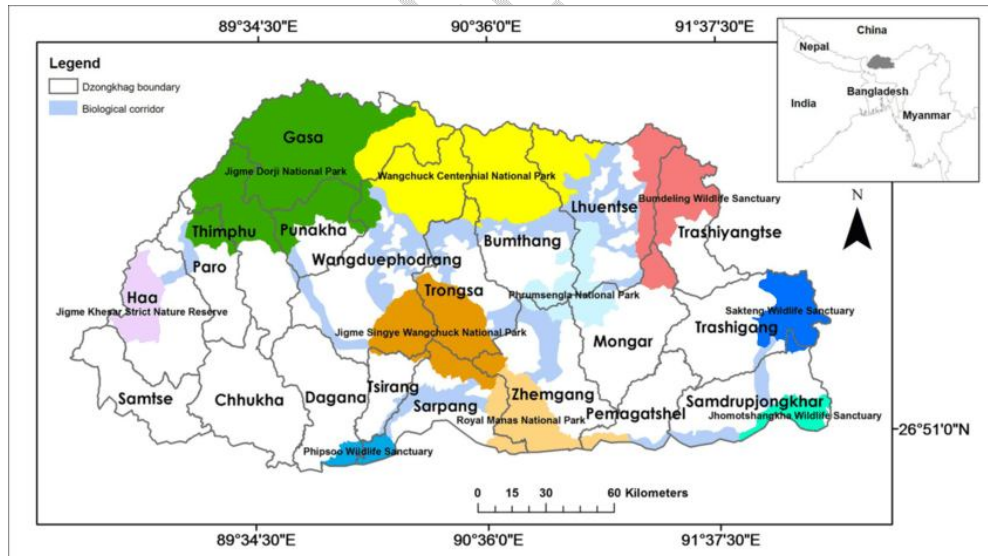 89°34'30"E 90°36'0"E 91°37'30"E
China
Nepal
Bangladesh
India
Myanmar
Legend
Dzongkhag boundary
Biological corridor
N
Gasa
Jigme Dorji National Park
Wangchuck Centennial National Park
Lhuentse
Bumdeling Wildlife Sanctuary
Thimphu
Punakha
Trashiyangtse
Bumthang
Wangduephodrang
Paro
Haa
Trongsa
Phrumsengla National Park
Sakteng Wildlife Sanctuary
Jigme Khesar Strict Nature Reserve
Jigme Singye Wangchuck National Park
Trashigang
Mongar
Tsirang
Samtse
Chhukha
Dagana
Zhemgang
Samdrupjongkhar
Sarpang
Pemagatshel
Jhomotshangkha Wildlife Sanctuary
Royal Manas National Park
26°51'0"N
Phipsoo Wildlife Sanctuary
0 15 30 60 Kilometers
89°34'30"E 90°36'0"E 91°37'30"E